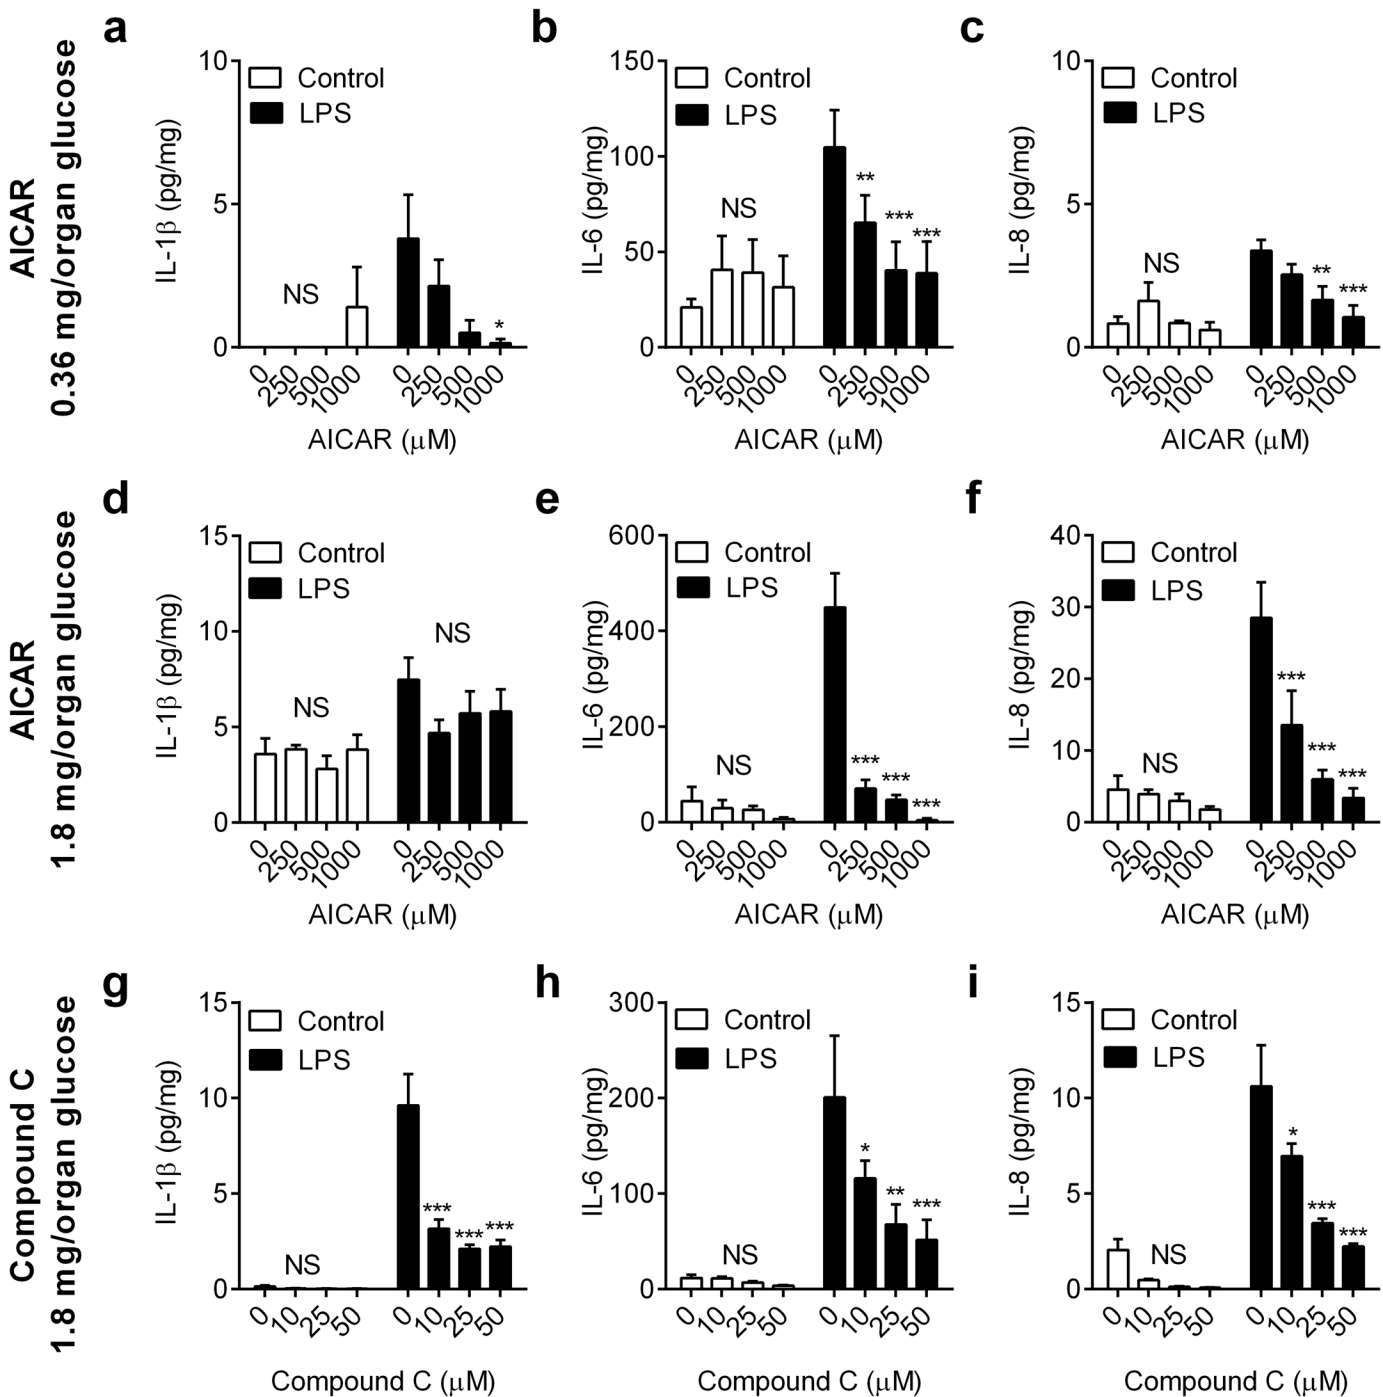 AICAR
0.36 mg/organ glucose
a
10
5
0
IL-1β (pg/mg)
Control
LPS
NS
*
0 250 500 1000 0 250 500 1000
AICAR (μM)
b
150
100
50
0
IL-6 (pg/mg)
Control
LPS
NS
**
***
***
0 250 500 1000 0 250 500 1000
AICAR (μM)
c
10
5
0
IL-8 (pg/mg)
Control
LPS
NS
**
***
0 250 500 1000 0 250 500 1000
AICAR (μM)
AICAR
1.8 mg/organ glucose
d
15
10
5
0
IL-1β (pg/mg)
Control
LPS
NS
NS
0 250 500 1000 0 250 500 1000
AICAR (μM)
e
600
400
200
0
IL-6 (pg/mg)
Control
LPS
NS
***
***
***
0 250 500 1000 0 250 500 1000
AICAR (μM)
f
40
30
20
10
0
IL-8 (pg/mg)
Control
LPS
NS
***
***
***
0 250 500 1000 0 250 500 1000
AICAR (μM)
Compound C
1.8 mg/organ glucose
g
15
10
5
0
IL-1β (pg/mg)
Control
LPS
NS
***
***
***
0 10 25 50 0 10 25 50
Compound C (μM)
h
300
200
100
0
IL-6 (pg/mg)
Control
LPS
NS
*
**
***
0 10 25 50 0 10 25 50
Compound C (μM)
i
15
10
5
0
IL-8 (pg/mg)
Control
LPS
NS
*
***
***
0 10 25 50 0 10 25 50
Compound C (μM)